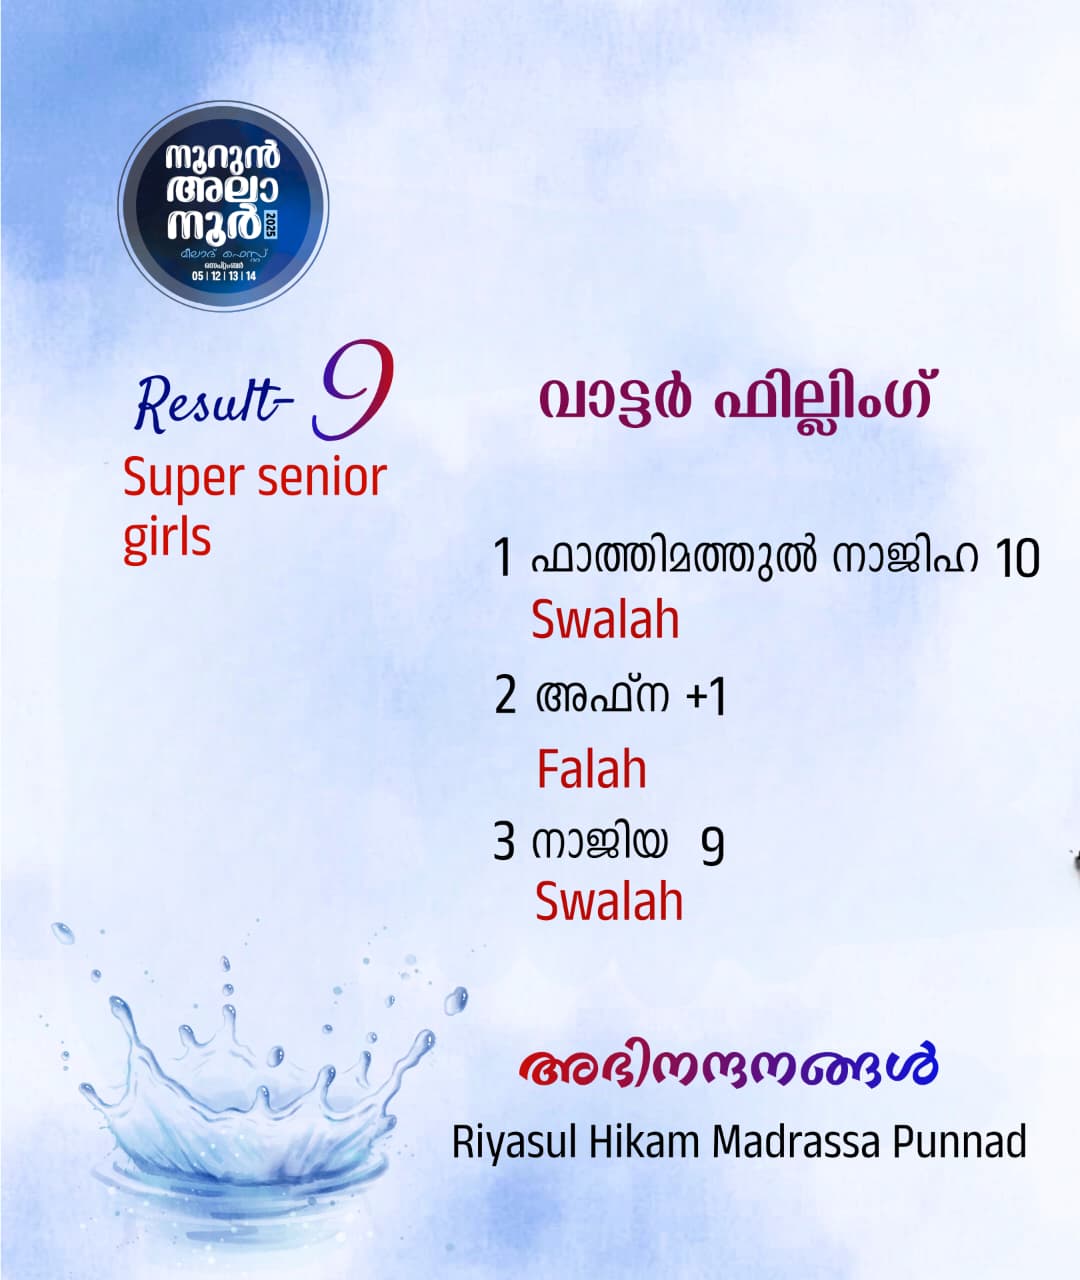 നൂറുൻ
അലാ
നൂർ 2025
മീലാദ് ഫെസ്റ്റ്
സെപ്റ്റംബർ
05 | 12 | 13 | 14
Result- 9
Super senior
girls
വാട്ടർ ഫില്ലിംഗ്
1 ഫാത്തിമത്തുൽ നാജിഹ 10
Swalah
2 അഫ്ന +1
Falah
3 നാജിയ 9
Swalah
അഭിനന്ദനങ്ങൾ
Riyasul Hikam Madrassa Punnad